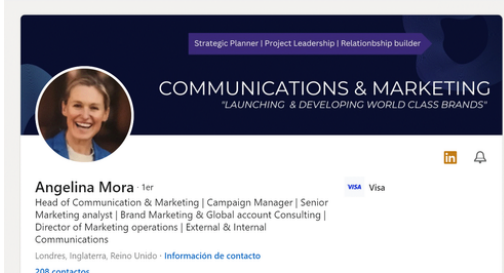 Strategic Planner | Project Leadership | Relationbship builder
COMMUNICATIONS & MARKETING
"LAUNCHING & DEVELOPING WORLD CLASS BRANDS"
in
Angelina Mora · 1er
VISA Visa
Head of Communication & Marketing | Campaign Manager | Senior
Marketing analyst | Brand Marketing & Global account Consulting |
Director of Marketing operations | External & Internal
Communications
Londres, Inglaterra, Reino Unido · Información de contacto
208 contactos